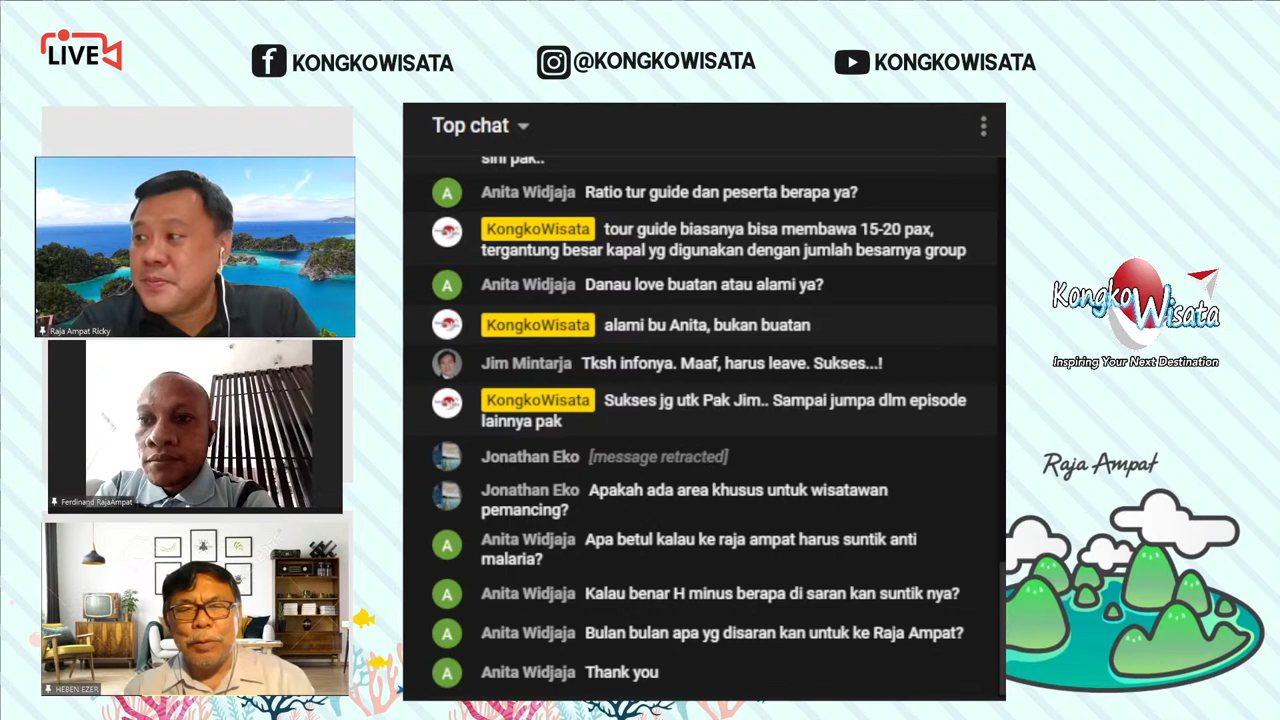 LIVE
KONGKOWISATA
@KONGKOWISATA
KONGKOWISATA
Raja Ampat Ricky
Ferdinand RajaAmpat
HEBEN EZER
Top chat
sini pak..
A Anita Widjaja Ratio tur guide dan peserta berapa ya?
KongkoWisata tour guide biasanya bisa membawa 15-20 pax,
tergantung besar kapal yg digunakan dengan jumlah besarnya group
A Anita Widjaja Danau love buatan atau alami ya?
KongkoWisata alami bu Anita, bukan buatan
Jim Mintarja Tksh infonya. Maaf, harus leave. Sukses...!
KongkoWisata Sukses jg utk Pak Jim.. Sampai jumpa dlm episode
lainnya pak
Jonathan Eko [message retracted]
Jonathan Eko Apakah ada area khusus untuk wisatawan
pemancing?
A Anita Widjaja Apa betul kalau ke raja ampat harus suntik anti
malaria?
A Anita Widjaja Kalau benar H minus berapa di saran kan suntik nya?
A Anita Widjaja Bulan bulan apa yg disaran kan untuk ke Raja Ampat?
A Anita Widjaja Thank you
KongkoWisata
Inspiring Your Next Destination
Raja Ampat